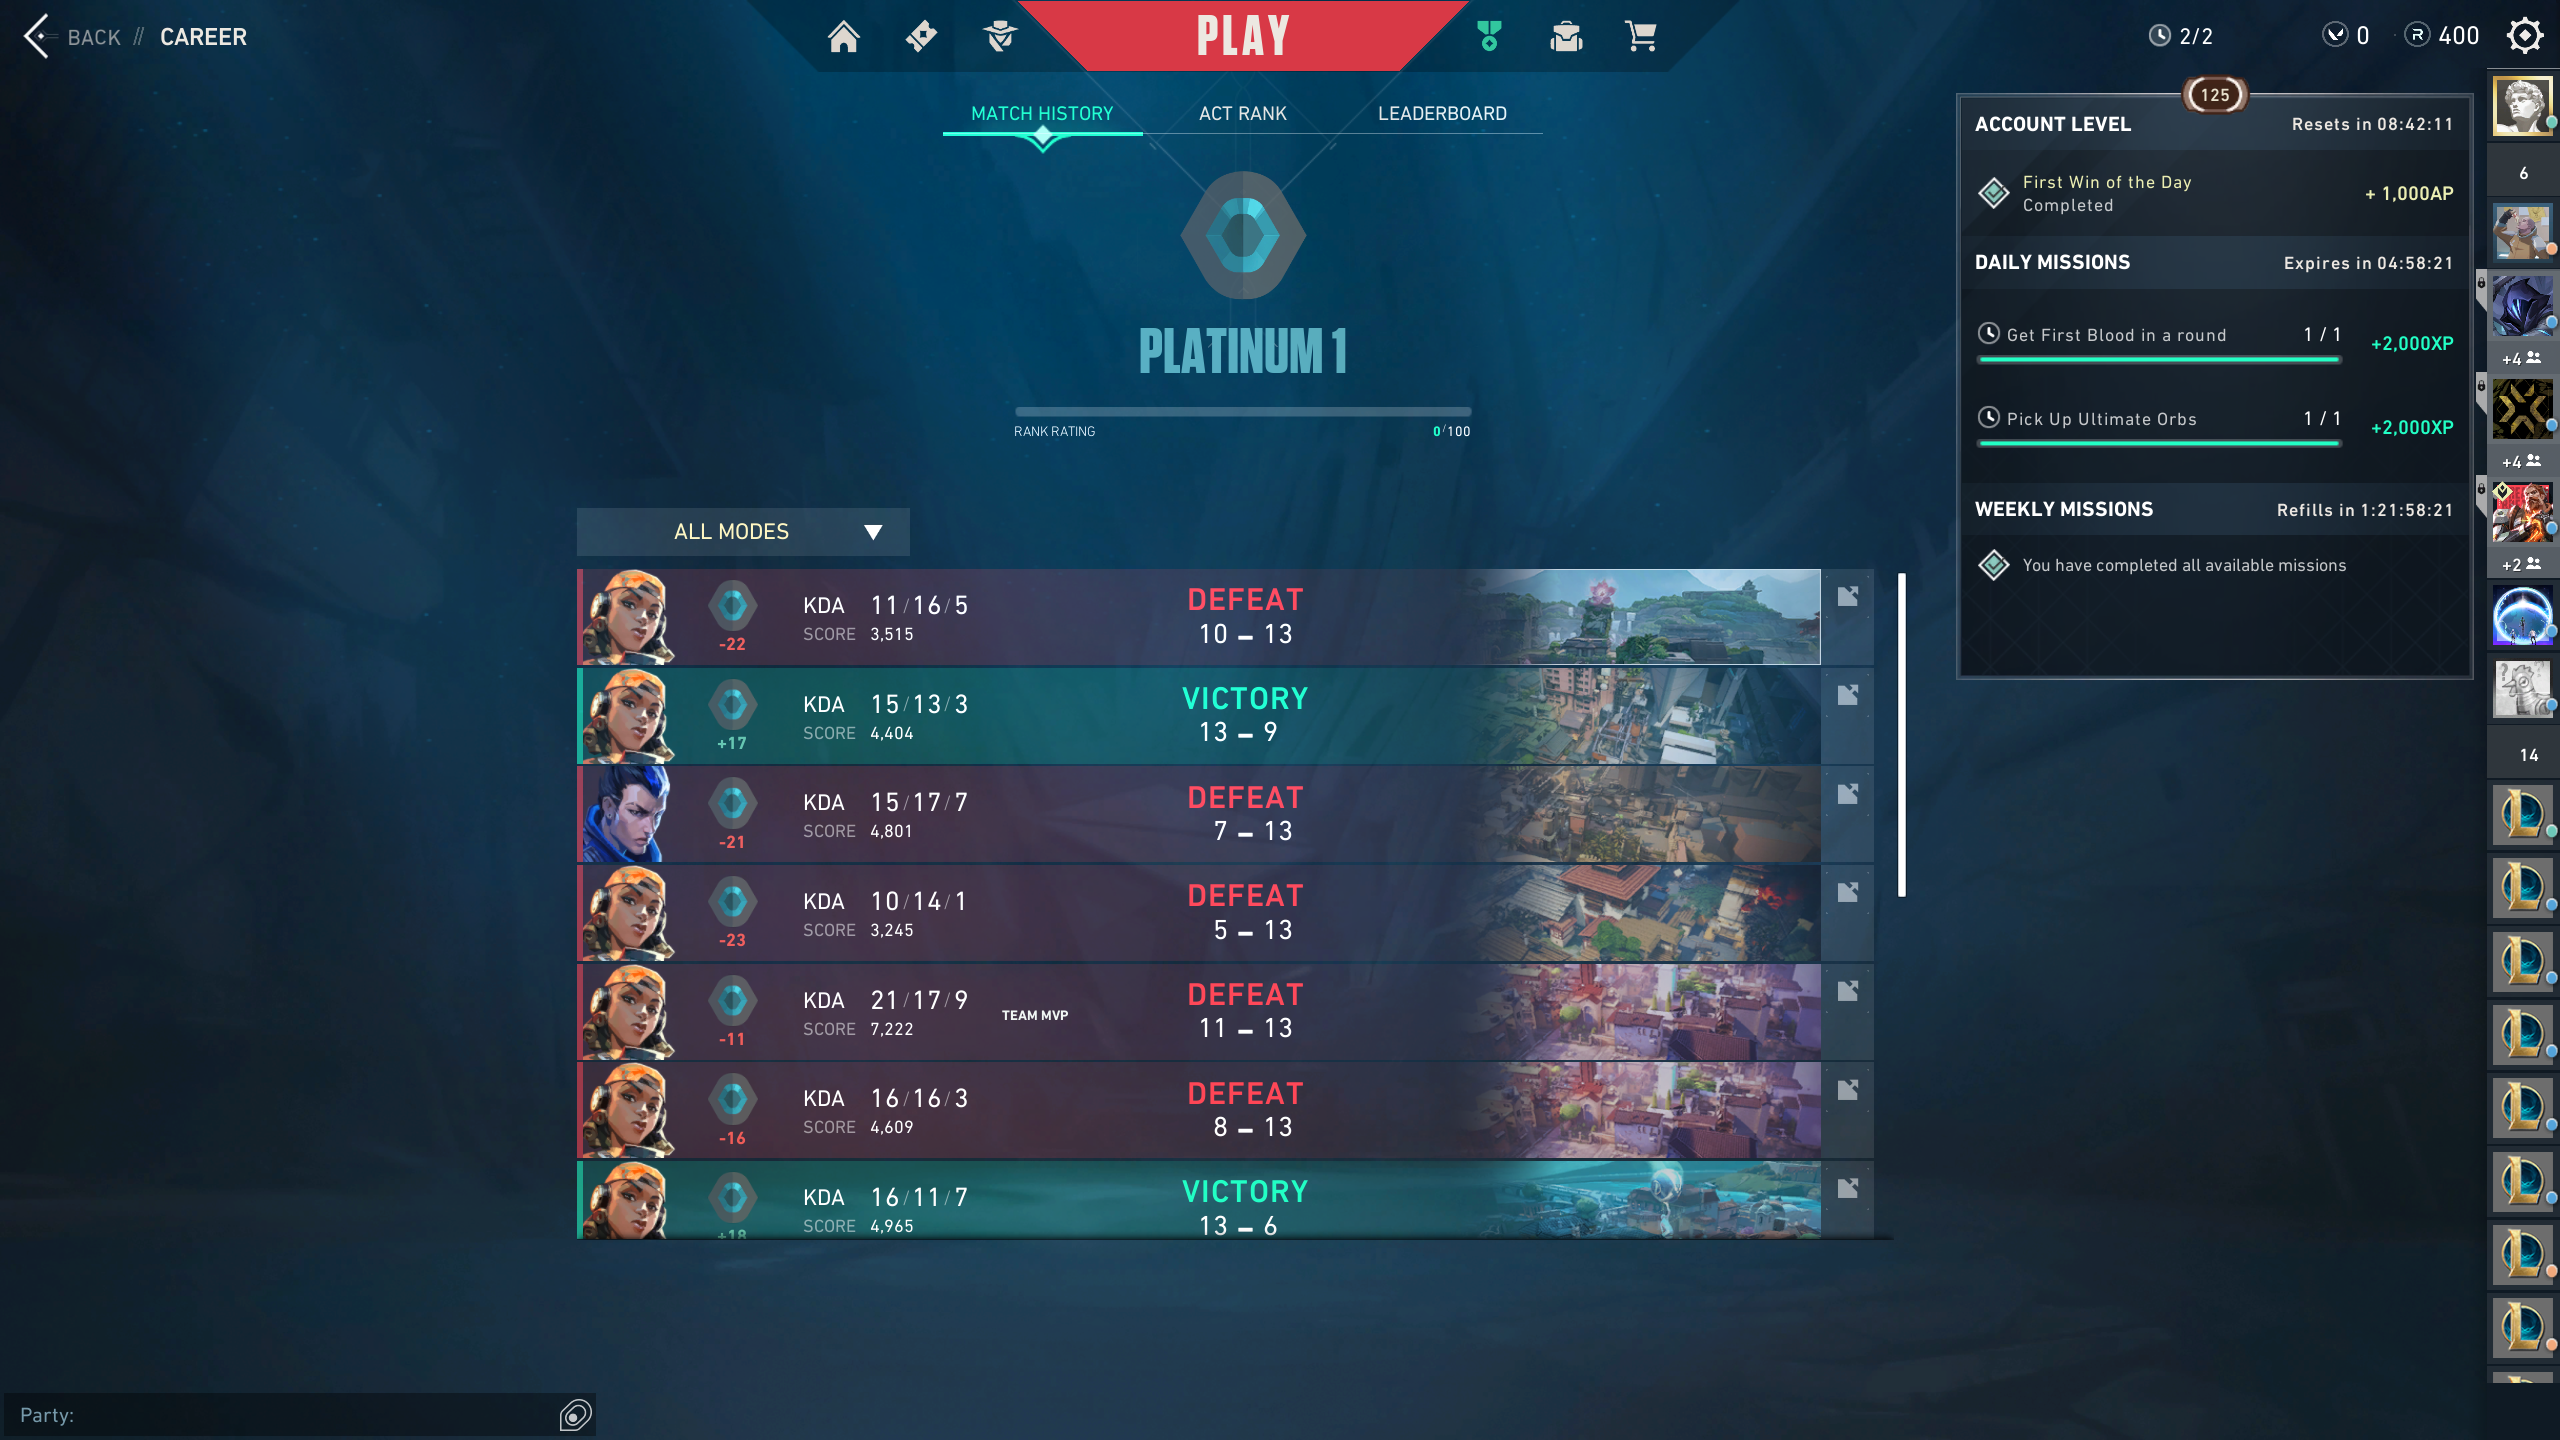 BACK // CAREER
PLAY
2/2
0
R 400
MATCH HISTORY
ACT RANK
LEADERBOARD
PLATINUM 1
RANK RATING
0/100
125
ACCOUNT LEVEL
Resets in 08:42:11
First Win of the Day
Completed
+ 1,000AP
DAILY MISSIONS
Expires in 04:58:21
Get First Blood in a round
1 / 1
+2,000XP
Pick Up Ultimate Orbs
1 / 1
+2,000XP
WEEKLY MISSIONS
Refills in 1:21:58:21
You have completed all available missions
6
+4
+4
+2
14
ALL MODES
-22
KDA 11/16/5
SCORE 3,515
DEFEAT
10 – 13
+17
KDA 15/13/3
SCORE 4,404
VICTORY
13 – 9
-21
KDA 15/17/7
SCORE 4,801
DEFEAT
7 – 13
-23
KDA 10/14/1
SCORE 3,245
DEFEAT
5 – 13
-11
KDA 21/17/9
SCORE 7,222
TEAM MVP
DEFEAT
11 – 13
-16
KDA 16/16/3
SCORE 4,609
DEFEAT
8 – 13
+18
KDA 16/11/7
SCORE 4,965
VICTORY
13 – 6
Party: